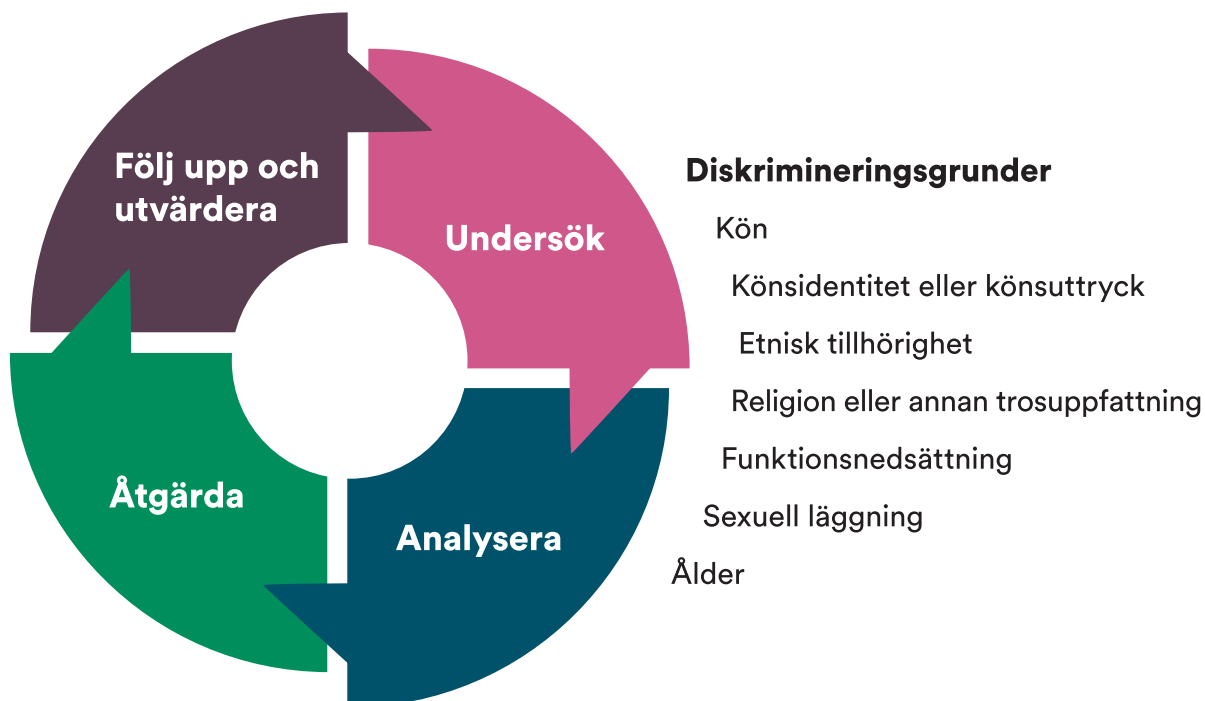 Följ upp och
utvärdera
Undersök
Analysera
Åtgärda
Diskrimineringsgrunder
Kön
Könsidentitet eller könsuttryck
Etnisk tillhörighet
Religion eller annan trosuppfattning
Funktionsnedsättning
Sexuell läggning
Ålder